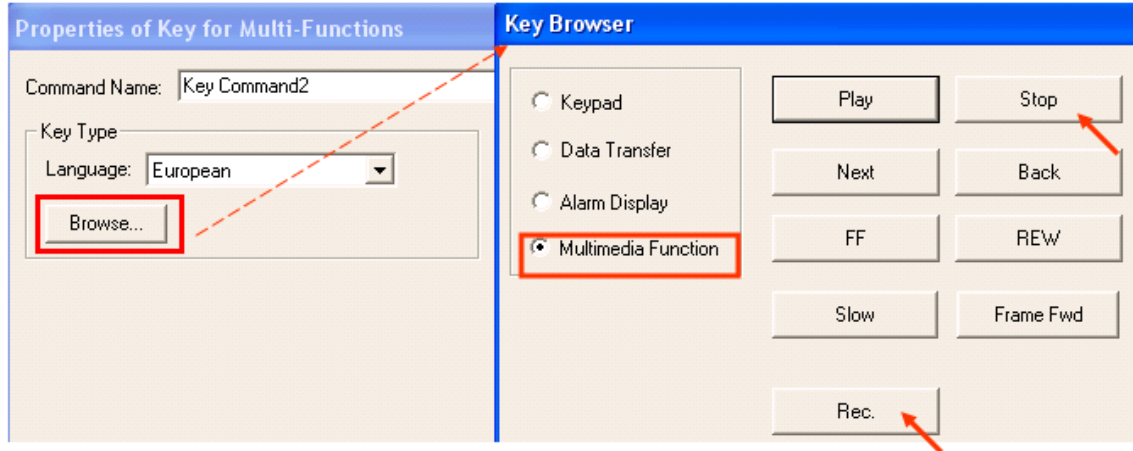 Properties of Key for Multi-Functions
Command Name: Key Command2
Key Type
Language: European
Browse...
Key Browser
Keypad
Data Transfer
Alarm Display
Multimedia Function
Play Stop
Next Back
FF REW
Slow Frame Fwd
Rec.